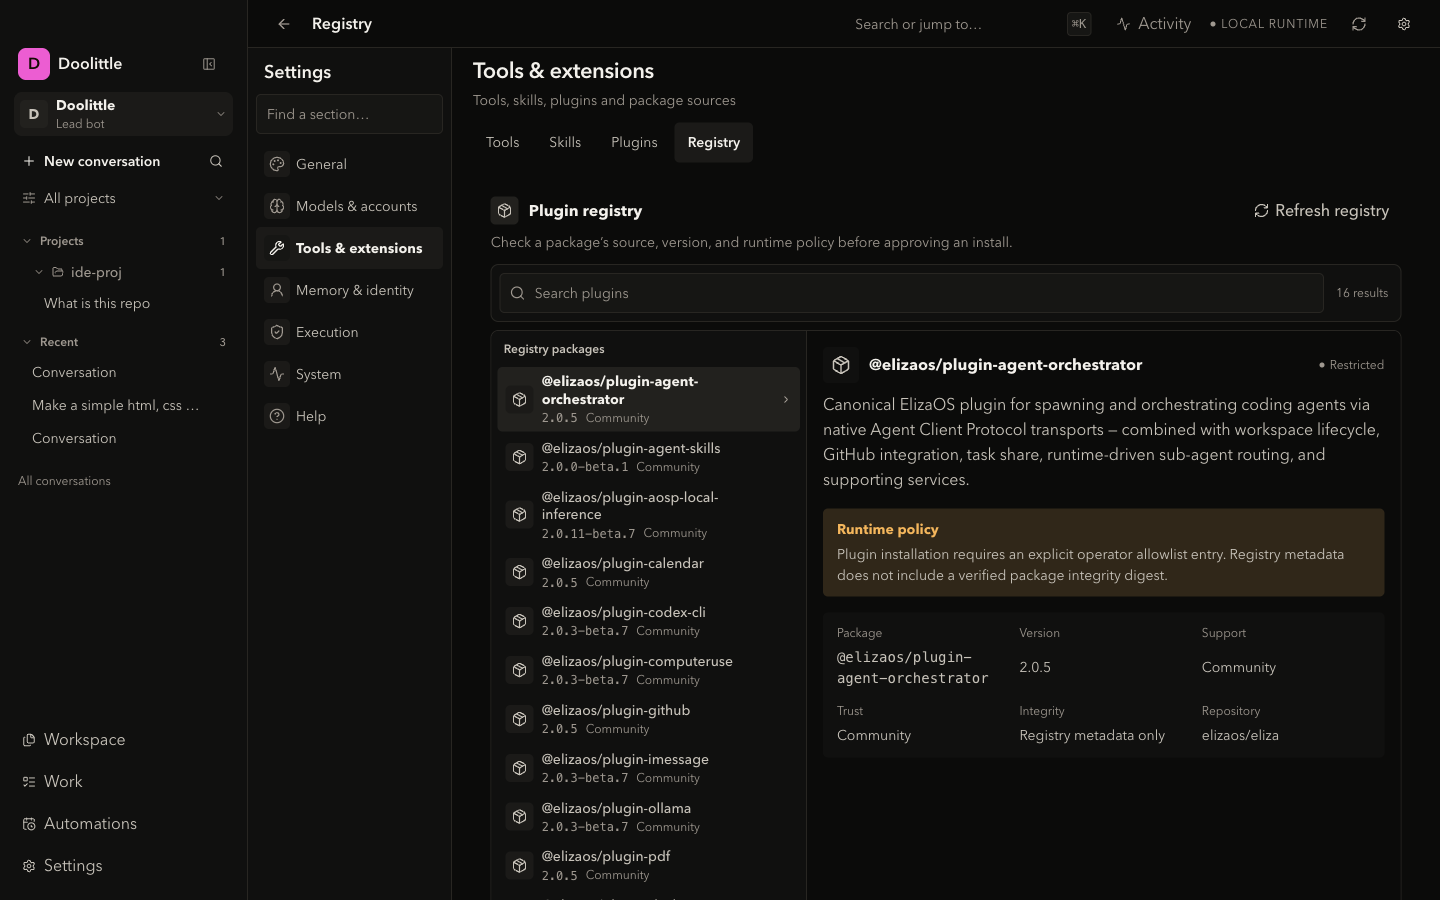 D
Doolittle
D
Doolittle
Lead bot
New conversation
All projects
Projects 1
ide-proj 1
What is this repo
Recent 3
Conversation
Make a simple html, css ...
Conversation
All conversations
Workspace
Work
Automations
Settings
Registry
Search or jump to...
⌘K
Activity
LOCAL RUNTIME
Settings
Find a section...
General
Models & accounts
Tools & extensions
Memory & identity
Execution
System
Help
Tools & extensions
Tools, skills, plugins and package sources
Tools Skills Plugins Registry
Plugin registry
Refresh registry
Check a package's source, version, and runtime policy before approving an install.
Search plugins
16 results
Registry packages
@elizaos/plugin-agent-
orchestrator
2.0.5 Community
@elizaos/plugin-agent-skills
2.0.0-beta.1 Community
@elizaos/plugin-aosp-local-
inference
2.0.11-beta.7 Community
@elizaos/plugin-calendar
2.0.5 Community
@elizaos/plugin-codex-cli
2.0.3-beta.7 Community
@elizaos/plugin-computeruse
2.0.3-beta.7 Community
@elizaos/plugin-github
2.0.5 Community
@elizaos/plugin-imessage
2.0.3-beta.7 Community
@elizaos/plugin-ollama
2.0.3-beta.7 Community
@elizaos/plugin-pdf
2.0.5 Community
@elizaos/plugin-agent-orchestrator
Restricted
Canonical ElizaOS plugin for spawning and orchestrating coding agents via
native Agent Client Protocol transports — combined with workspace lifecycle,
GitHub integration, task share, runtime-driven sub-agent routing, and
supporting services.
Runtime policy
Plugin installation requires an explicit operator allowlist entry. Registry metadata
does not include a verified package integrity digest.
Package Version Support
@elizaos/plugin-
agent-orchestrator
2.0.5
Community
Trust Integrity Repository
Community Registry metadata only elizaos/eliza